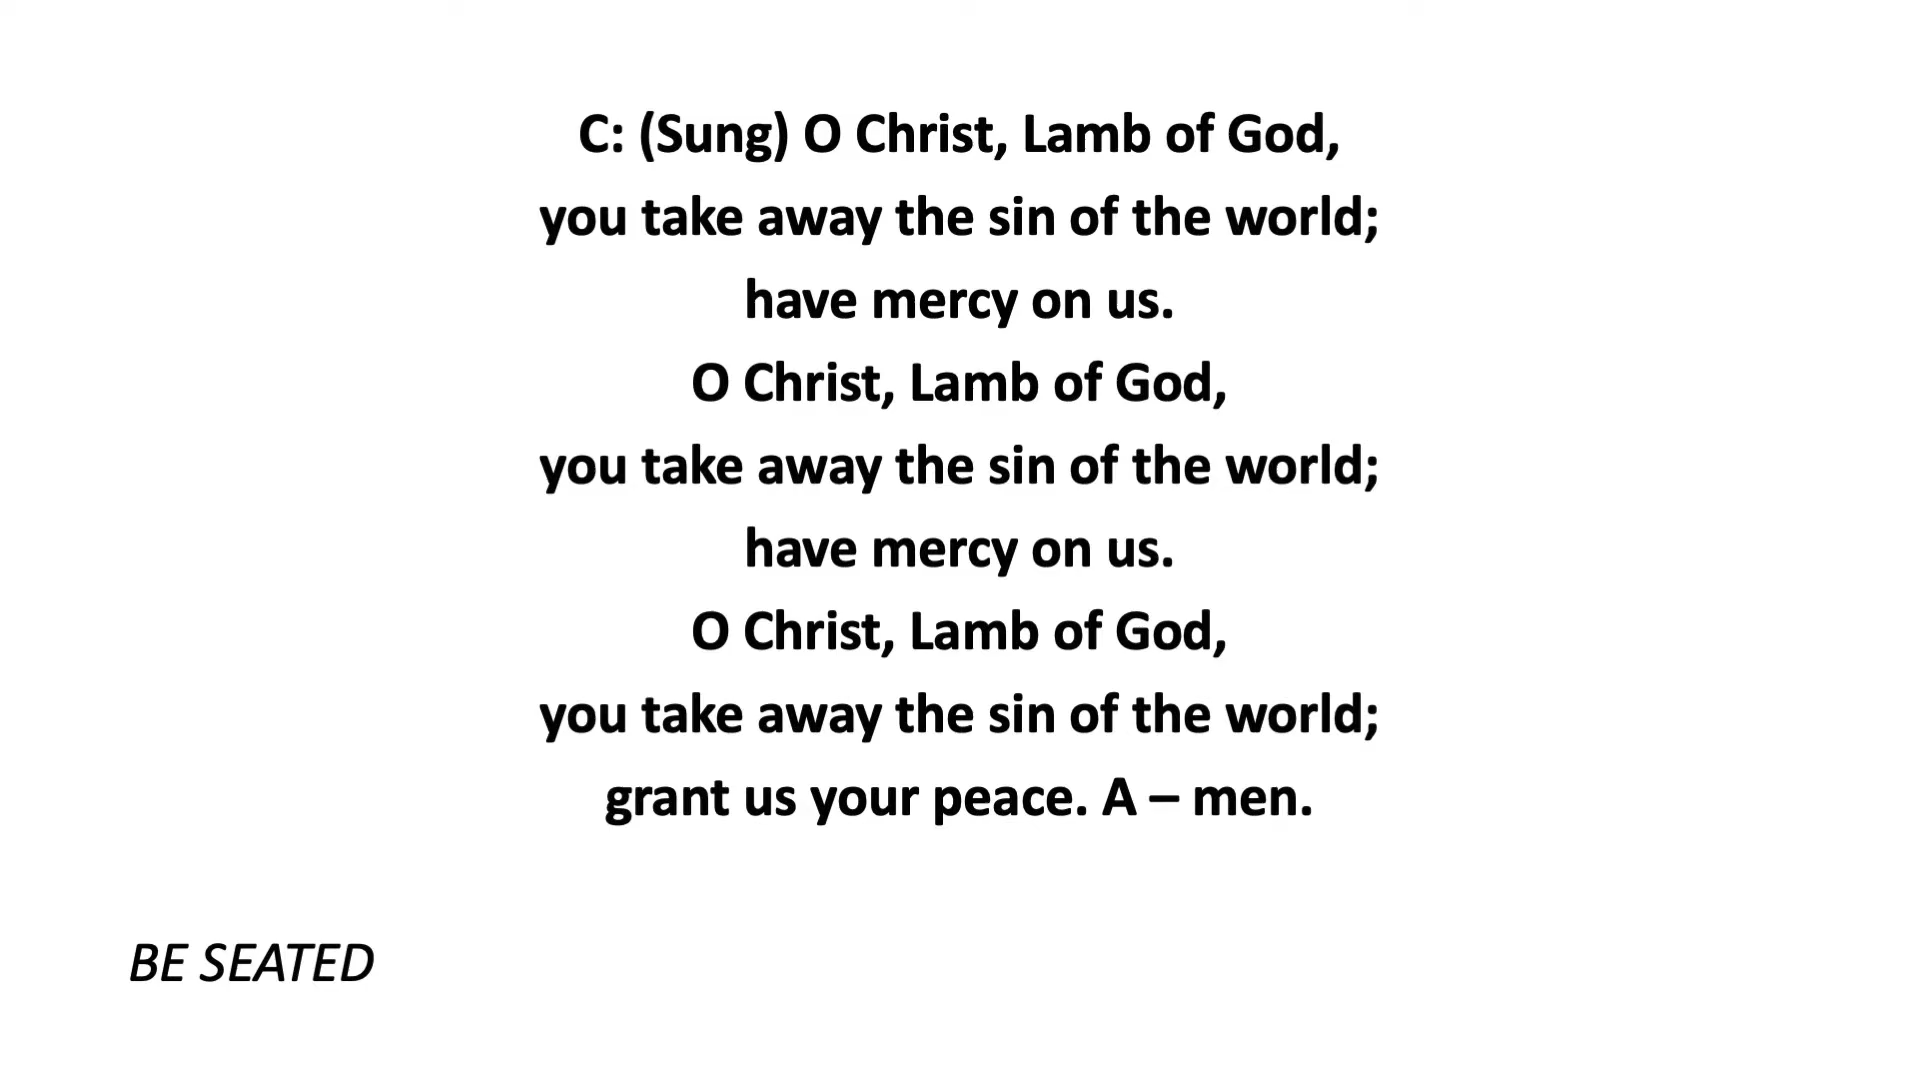 C: (Sung) O Christ, Lamb of God,
you take away the sin of the world;
have mercy on us.
O Christ, Lamb of God,
you take away the sin of the world;
have mercy on us.
O Christ, Lamb of God,
you take away the sin of the world;
grant us your peace. A – men.
BE SEATED